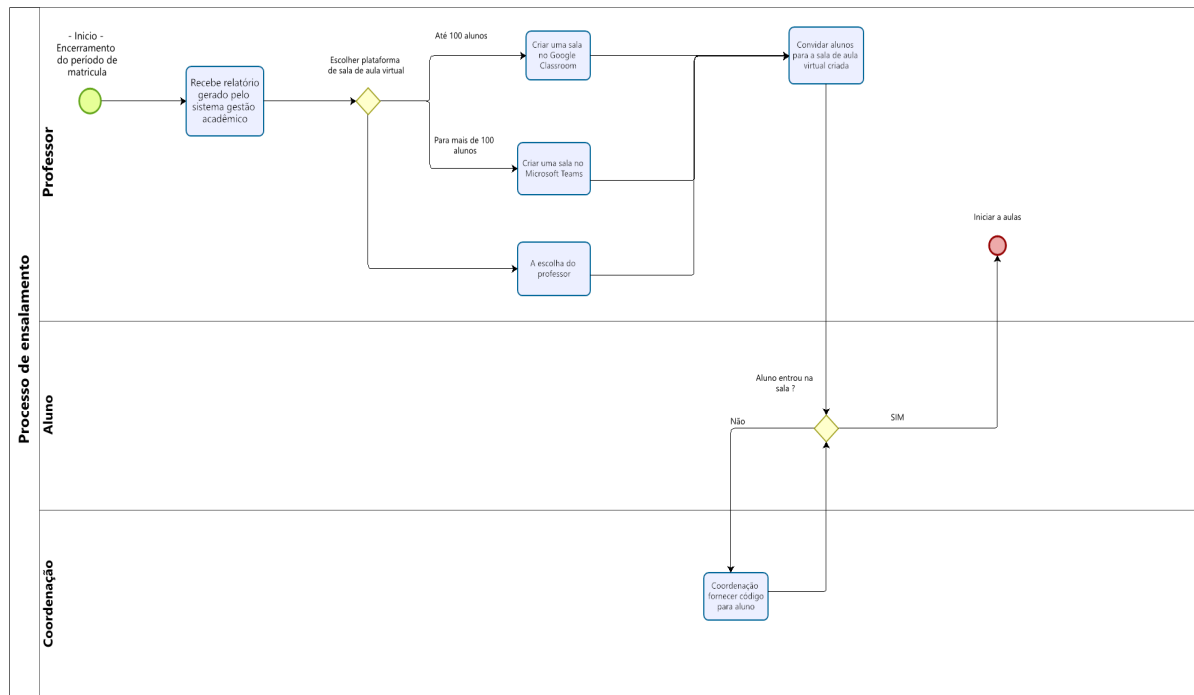 Processo de ensalamento
Professor
- Inicio -
Encerramento
do período de
matricula
Recebe relatório
gerado pelo
sistema gestão
acadêmico
Escolher plataforma
de sala de aula virtual
Até 100 alunos
Criar uma sala
no Google
Classroom
Para mais de 100
alunos
Criar uma sala no
Microsoft Teams
A escolha do
professor
Convidar alunos
para a sala de aula
virtual criada
Iniciar a aulas
Aluno
Aluno entrou na
sala ?
Não
SIM
Coordenação
Coordenação
fornecer código
para aluno